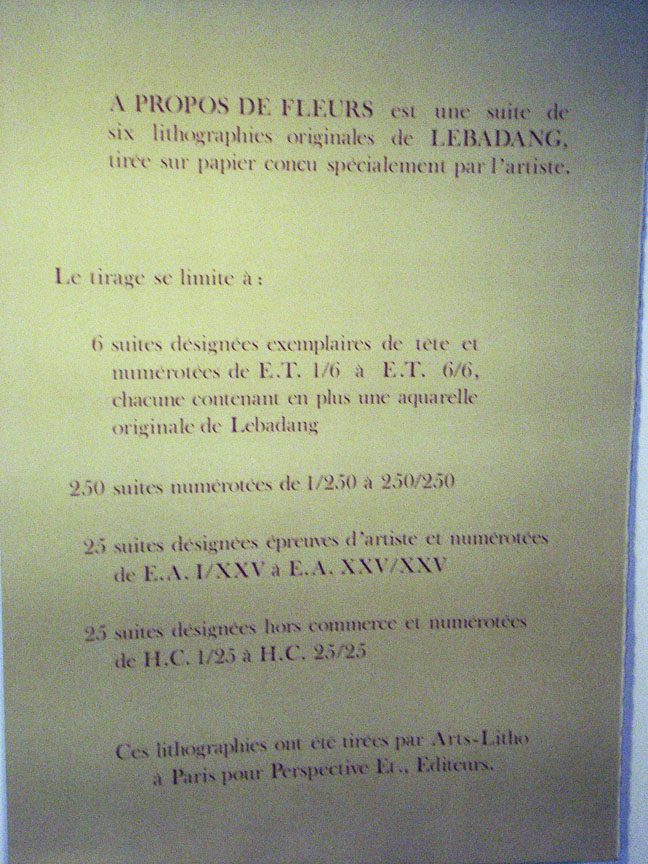 A PROPOS DE FLEURS est une suite de
six lithographies originales de LEBADANG,
tirée sur papier concu spécialement par l'artiste.
Le tirage se limite à :
6 suites désignées exemplaires de tète et
numérotées de E.T. 1/6 à E.T. 6/6,
chacune contenant en plus une aquarelle
originale de Lebadang
250 suites numérotées de 1/250 à 250/250
25 suites désignées épreuves d'artiste et numérotées
de E.A. I/XXV à E.A. XXV/XXV
25 suites désignées hors commerce et numérotées
de H.C. 1/25 à H.C. 25/25
Ces lithographies ont été tirées par Arts-Litho
à Paris pour Perspective Et., Editeurs.